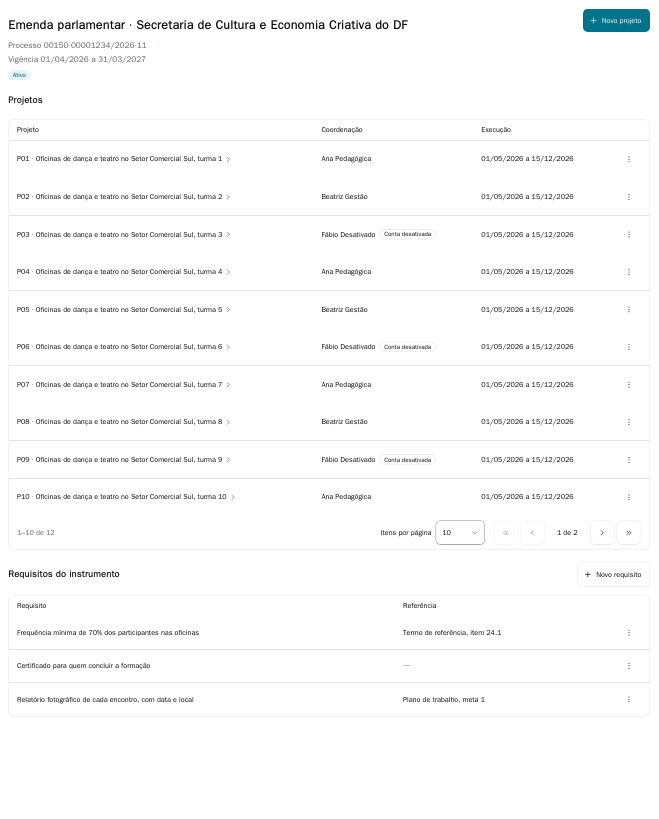 Emenda parlamentar · Secretaria de Cultura e Economia Criativa do DF
+ Novo projeto
Processo 00150-00001234/2026-11
Vigência 01/04/2026 a 31/03/2027
Ativo
Projetos
Projeto Coordenação Execução
P01 · Oficinas de dança e teatro no Setor Comercial Sul, turma 1 Ana Pedagógica 01/05/2026 a 15/12/2026
P02 · Oficinas de dança e teatro no Setor Comercial Sul, turma 2 Beatriz Gestão 01/05/2026 a 15/12/2026
P03 · Oficinas de dança e teatro no Setor Comercial Sul, turma 3 Fábio Desativado Conta desativada 01/05/2026 a 15/12/2026
P04 · Oficinas de dança e teatro no Setor Comercial Sul, turma 4 Ana Pedagógica 01/05/2026 a 15/12/2026
P05 · Oficinas de dança e teatro no Setor Comercial Sul, turma 5 Beatriz Gestão 01/05/2026 a 15/12/2026
P06 · Oficinas de dança e teatro no Setor Comercial Sul, turma 6 Fábio Desativado Conta desativada 01/05/2026 a 15/12/2026
P07 · Oficinas de dança e teatro no Setor Comercial Sul, turma 7 Ana Pedagógica 01/05/2026 a 15/12/2026
P08 · Oficinas de dança e teatro no Setor Comercial Sul, turma 8 Beatriz Gestão 01/05/2026 a 15/12/2026
P09 · Oficinas de dança e teatro no Setor Comercial Sul, turma 9 Fábio Desativado Conta desativada 01/05/2026 a 15/12/2026
P10 · Oficinas de dança e teatro no Setor Comercial Sul, turma 10 Ana Pedagógica 01/05/2026 a 15/12/2026
1–10 de 12 Itens por página 10 1 de 2
Requisitos do instrumento
+ Novo requisito
Requisito Referência
Frequência mínima de 70% dos participantes nas oficinas Termo de referência, item 24.1
Certificado para quem concluir a formação —
Relatório fotográfico de cada encontro, com data e local Plano de trabalho, meta 1